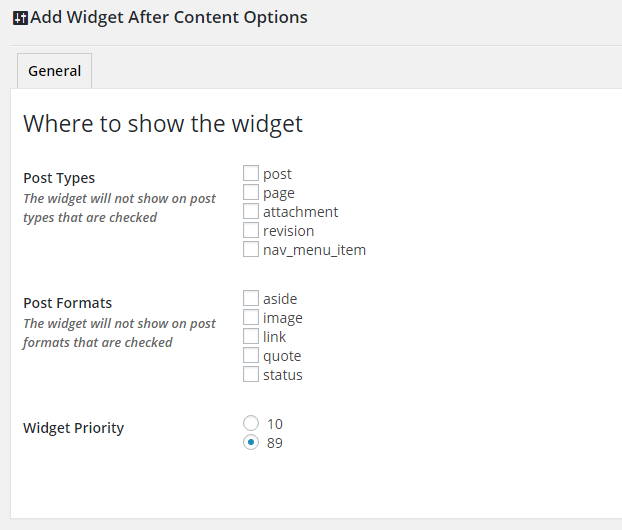 Add Widget After Content Options
General
Where to show the widget
Post Types
The widget will not show on post
types that are checked
post
page
attachment
revision
nav_menu_item
Post Formats
The widget will not show on post
formats that are checked
aside
image
link
quote
status
Widget Priority
10
89